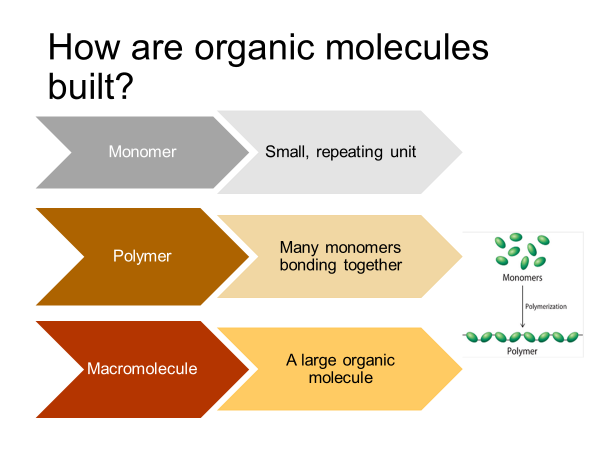 How are organic molecules
built?
Monomer
Small, repeating unit
Polymer
Many monomers
bonding together
Macromolecule
A large organic
molecule
Monomers
Polymerization
Polymer